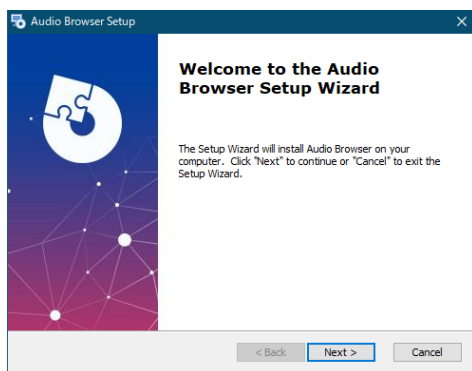 Audio Browser Setup
Welcome to the Audio
Browser Setup Wizard
The Setup Wizard will install Audio Browser on your
computer. Click "Next" to continue or "Cancel" to exit the
Setup Wizard.
< Back Next > Cancel